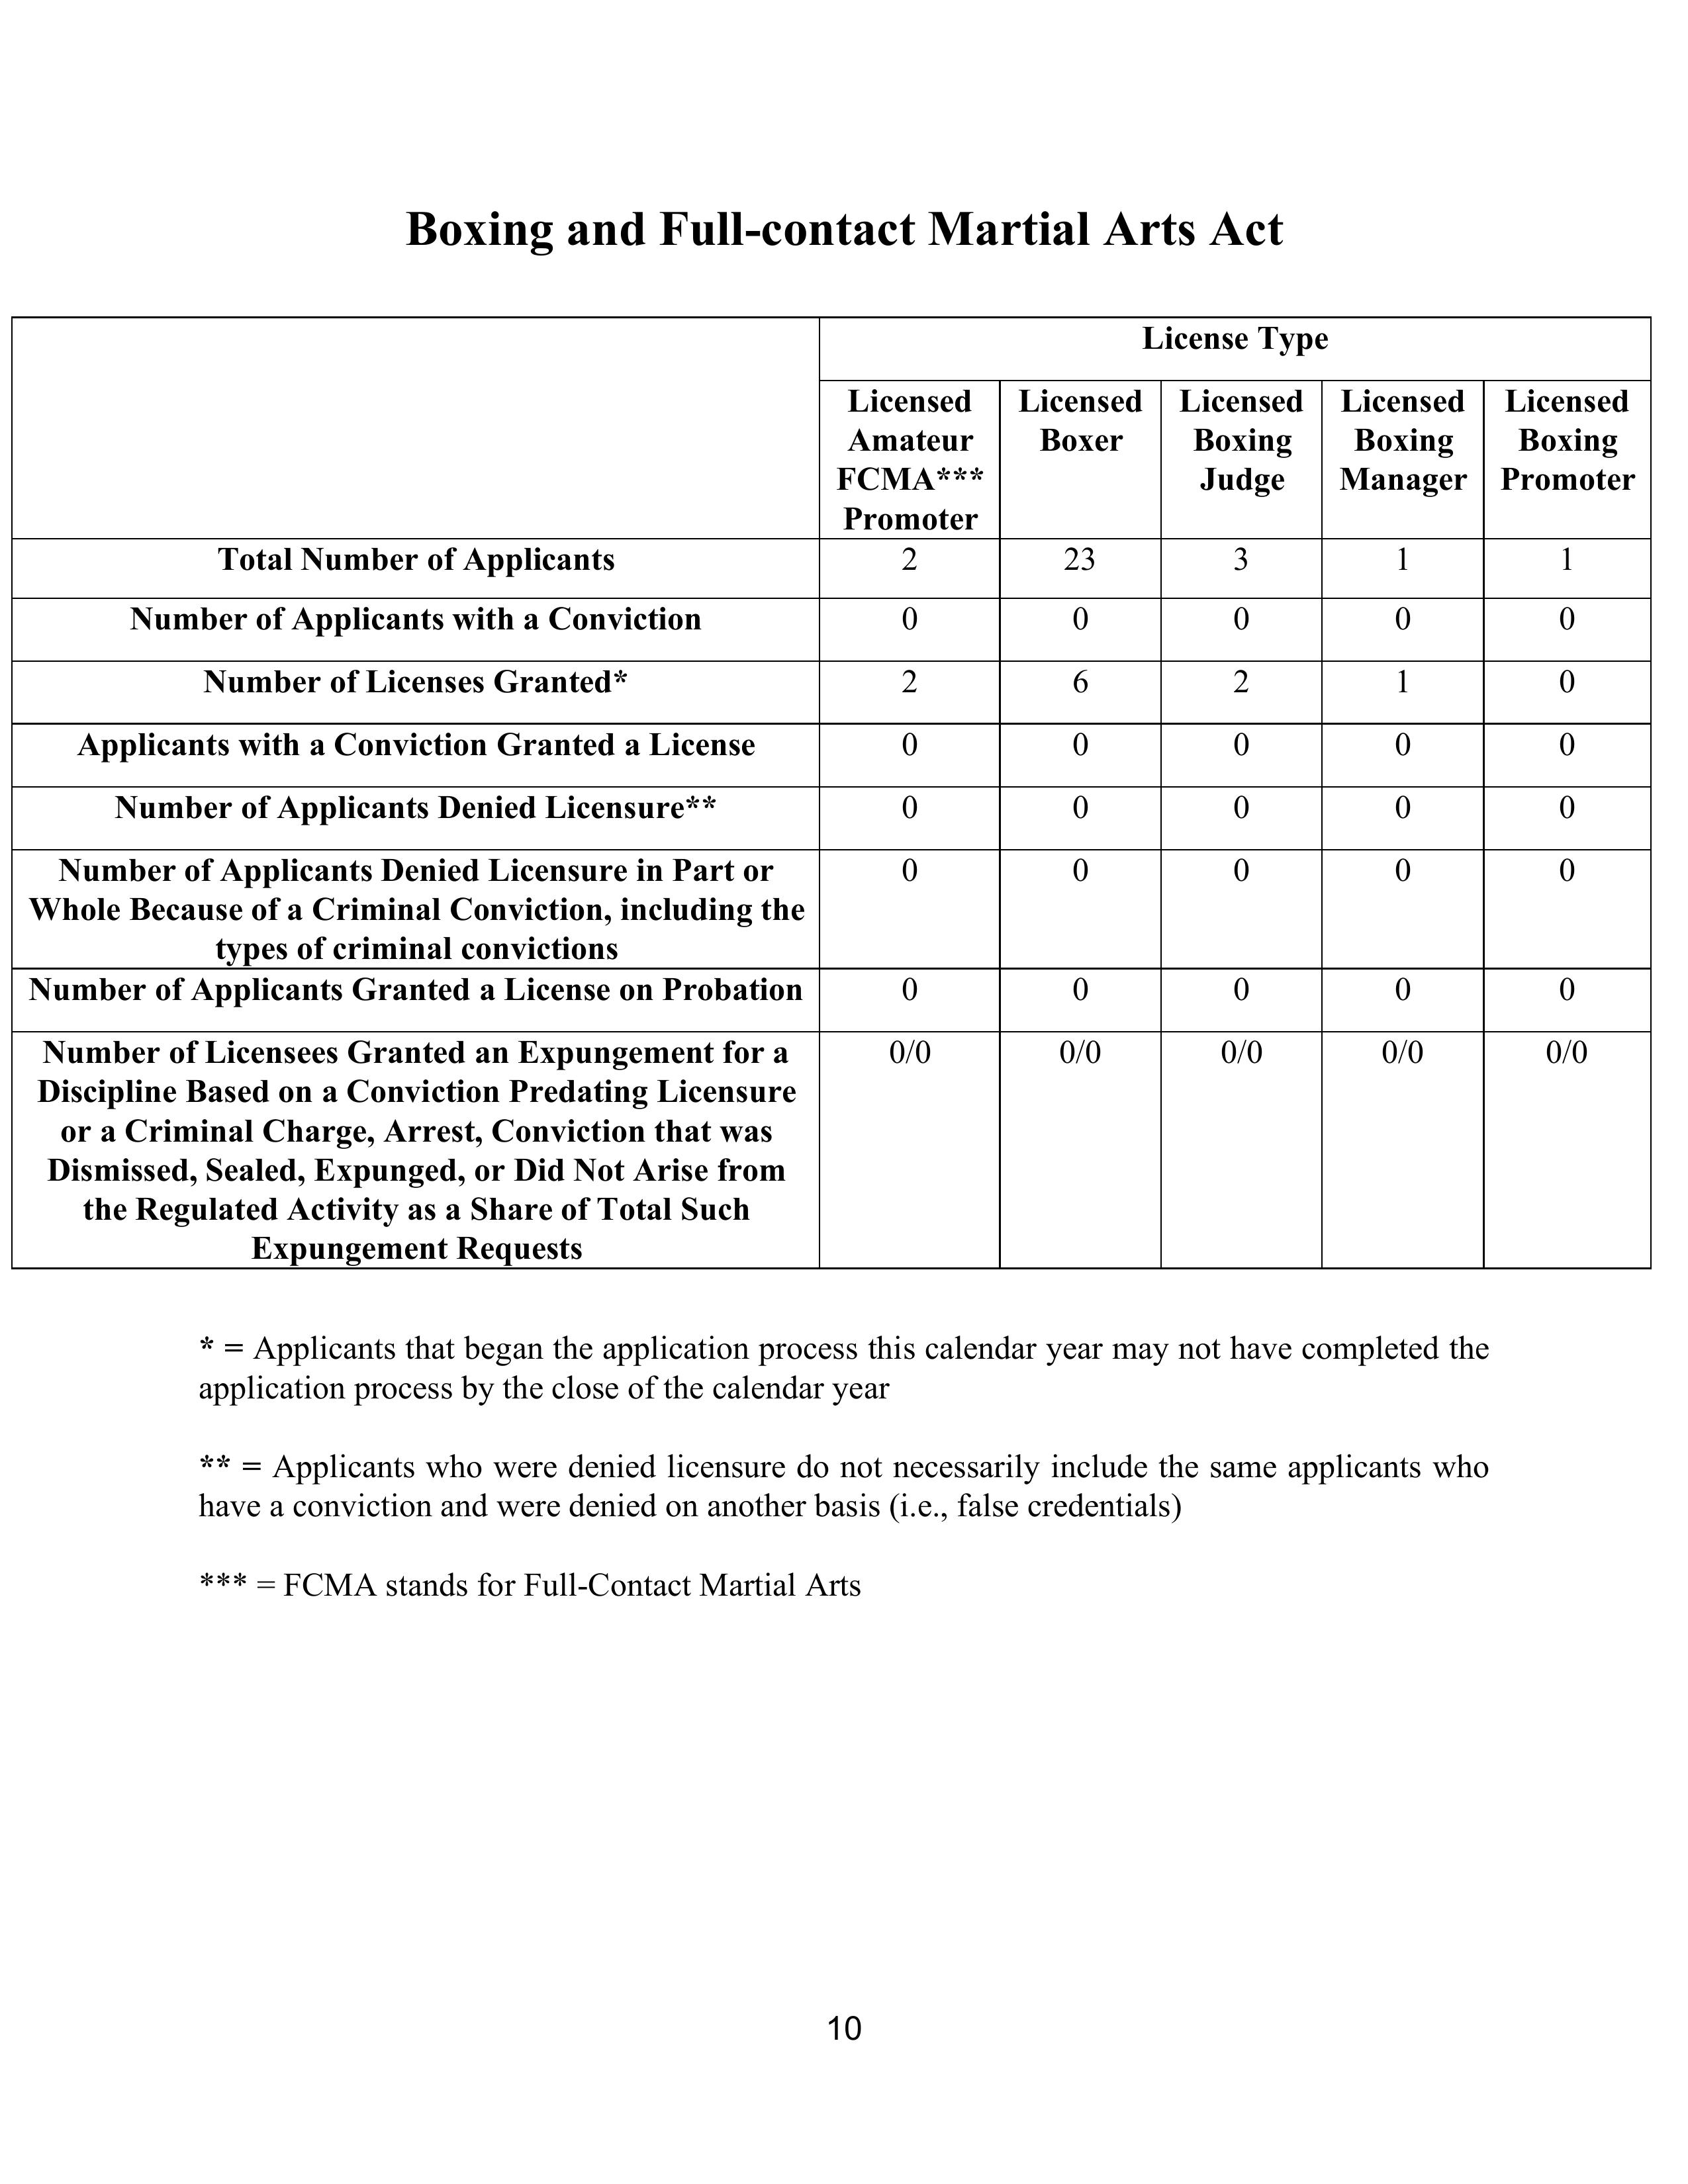 Boxing and Full-contact Martial Arts Act
License Type
Licensed Amateur FCMA*** Promoter
Licensed Boxer
Licensed Boxing Judge
Licensed Boxing Manager
Licensed Boxing Promoter
Total Number of Applicants 2 23 3 1 1
Number of Applicants with a Conviction 0 0 0 0 0
Number of Licenses Granted* 2 6 2 1 0
Applicants with a Conviction Granted a License 0 0 0 0 0
Number of Applicants Denied Licensure** 0 0 0 0 0
Number of Applicants Denied Licensure in Part or 0 0 0 0 0
Whole Because of a Criminal Conviction, including the
types of criminal convictions
Number of Applicants Granted a License on Probation 0 0 0 0 0
Number of Licensees Granted an Expungement for a 0/0 0/0 0/0 0/0 0/0
Discipline Based on a Conviction Predating Licensure
or a Criminal Charge, Arrest, Conviction that was
Dismissed, Sealed, Expunged, or Did Not Arise from
the Regulated Activity as a Share of Total Such
Expungement Requests
* = Applicants that began the application process this calendar year may not have completed the
application process by the close of the calendar year
** = Applicants who were denied licensure do not necessarily include the same applicants who
have a conviction and were denied on another basis (i.e., false credentials)
*** = FCMA stands for Full-Contact Martial Arts
10